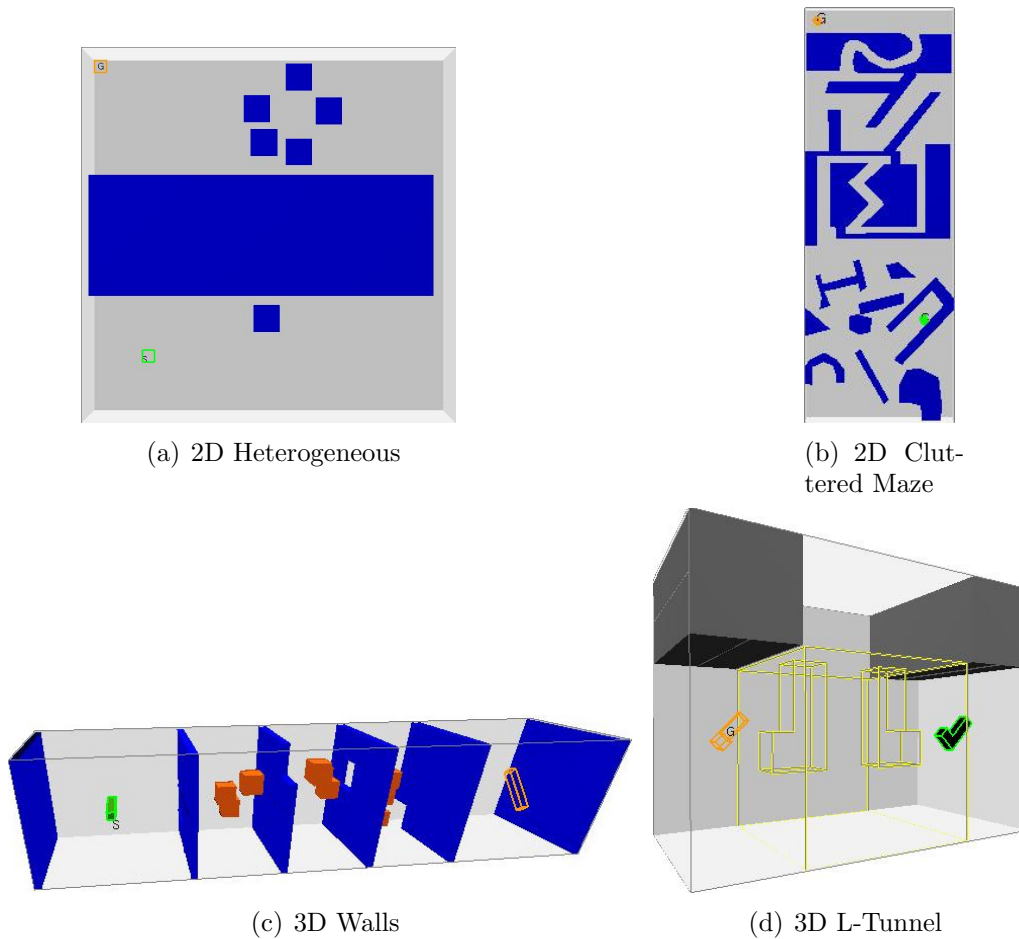 G
S
(a) 2D Heterogeneous
G
S
(b) 2D Clut-
tered Maze
S
(c) 3D Walls
G
(d) 3D L-Tunnel